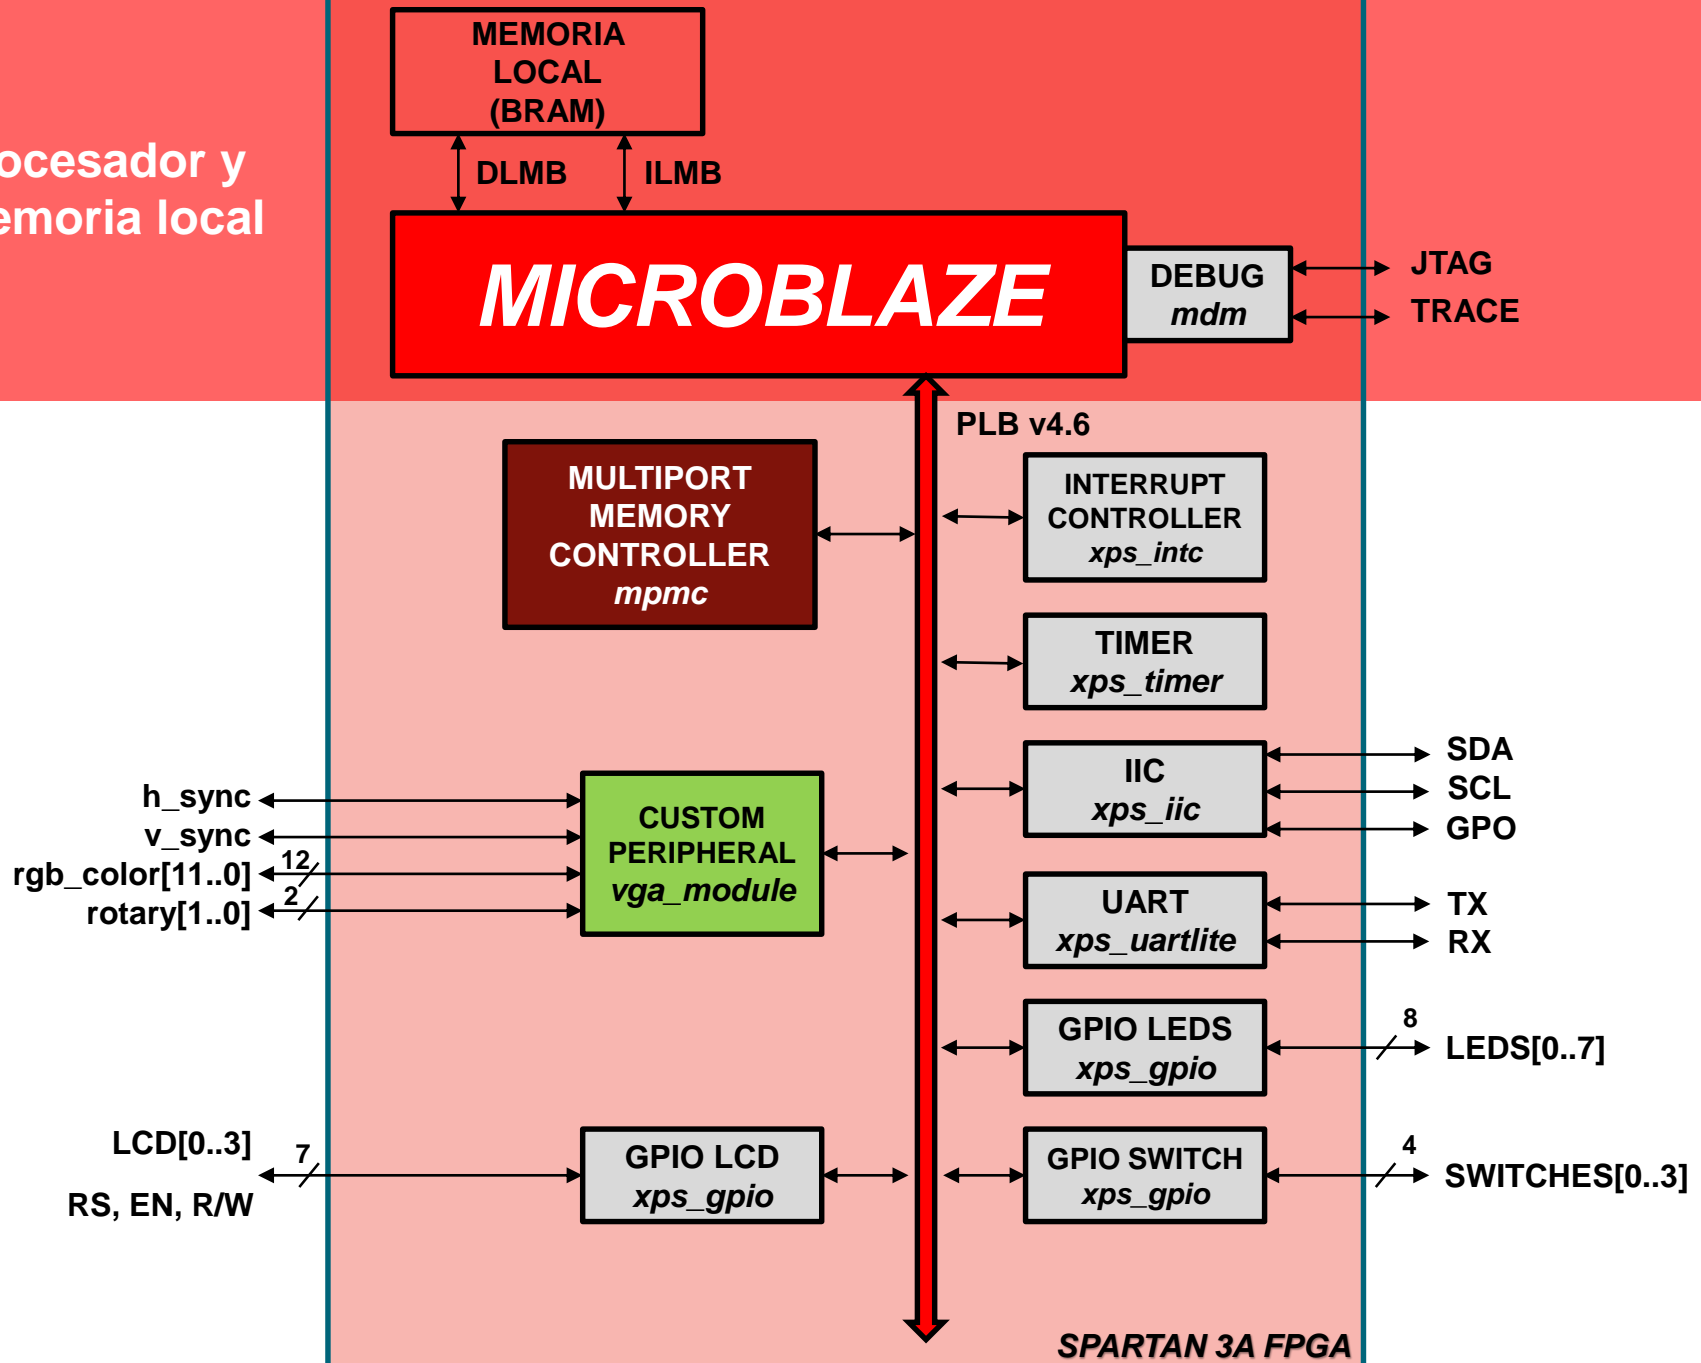 MEMORIA
LOCAL
(BRAM)
ocesador y
emoria local
DLMB
ILMB
MICROBLAZE
DEBUG
mdm
JTAG
TRACE
PLB v4.6
MULTIPORT
MEMORY
CONTROLLER
mpmc
INTERRUPT
CONTROLLER
xps_intc
TIMER
xps_timer
IIC
xps_iic
SDA
SCL
GPO
h_sync
v_sync
rgb_color[11..0]
12
rotary[1..0]
2
CUSTOM
PERIPHERAL
vga_module
UART
xps_uartlite
TX
RX
GPIO LEDS
xps_gpio
8
LEDS[0..7]
LCD[0..3]
7
RS, EN, R/W
GPIO LCD
xps_gpio
GPIO SWITCH
xps_gpio
4
SWITCHES[0..3]
SPARTAN 3A FPGA